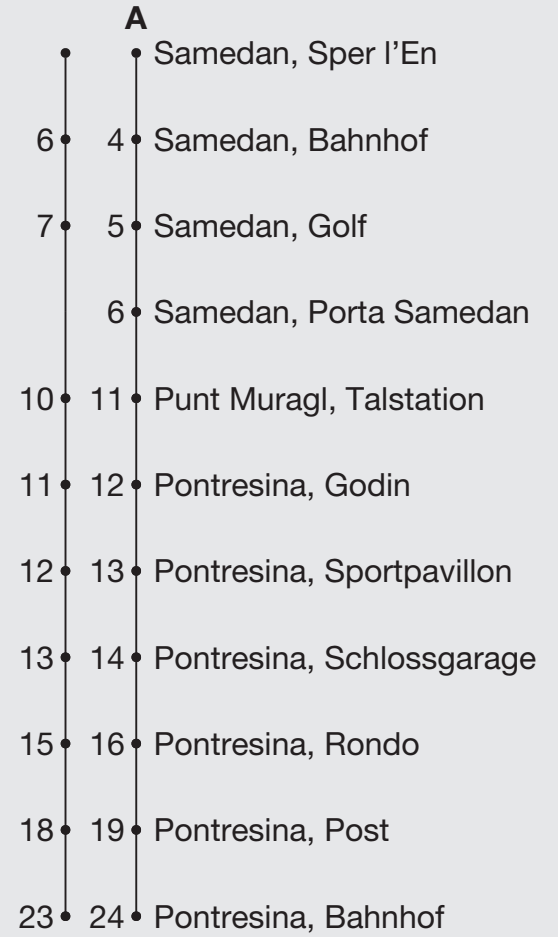 A
Samedan, Sper l’En
6 4 Samedan, Bahnhof
7 5 Samedan, Golf
6 Samedan, Porta Samedan
10 11 Punt Muragl, Talstation
11 12 Pontresina, Godin
12 13 Pontresina, Sportpavillon
13 14 Pontresina, Schlossgarage
15 16 Pontresina, Rondo
18 19 Pontresina, Post
23 24 Pontresina, Bahnhof